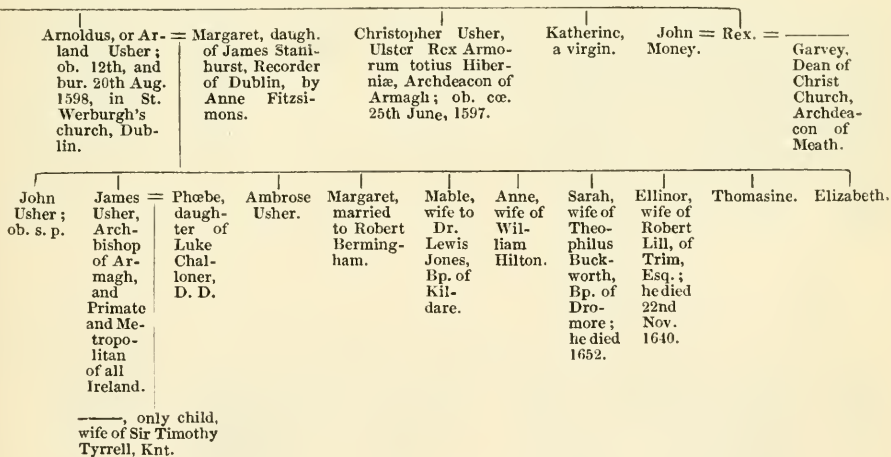 Arnoldus, or Ar-
land Usher;
ob. 12th, and
bur. 20th Aug.
1598, in St.
Werburgh's
church, Dub-
lin.
= Margaret, daugh.
of James Stani-
hurst, Recorder
of Dublin, by
Anne Fitzsi-
mons.
Christopher Usher,
Ulster Rex Armo-
rum totius Hiber-
niæ, Archdeacon of
Armagh; ob. cœ.
25th June, 1597.
Katherine,
a virgin.
John = Rex. = ———
Money.
Garvey,
Dean of
Christ
Church,
Archdea-
con of
Meath.
John
Usher;
ob. s. p.
James =
Usher,
Arch-
bishop
of Ar-
magh,
and
Primate
and Me-
tropo-
litan
of all
Ireland.
Phœbe,
daugh-
ter of
Luke
Chal-
loner,
D. D.
Ambrose
Usher.
Margaret,
married
to Robert
Berming-
ham.
Mable,
wife to
Dr.
Lewis
Jones,
Bp. of
Kil-
dare.
Anne,
wife of
Wil-
liam
Hilton.
Sarah,
wife of
Theo-
philus
Buck-
worth,
Bp. of
Dro-
more;
he died
1652.
Ellinor,
wife of
Robert
Lill, of
Trim,
Esq.;
he died
22nd
Nov.
1640.
Thomasine.
Elizabeth.
———, only child,
wife of Sir Timothy
Tyrrell, Knt.